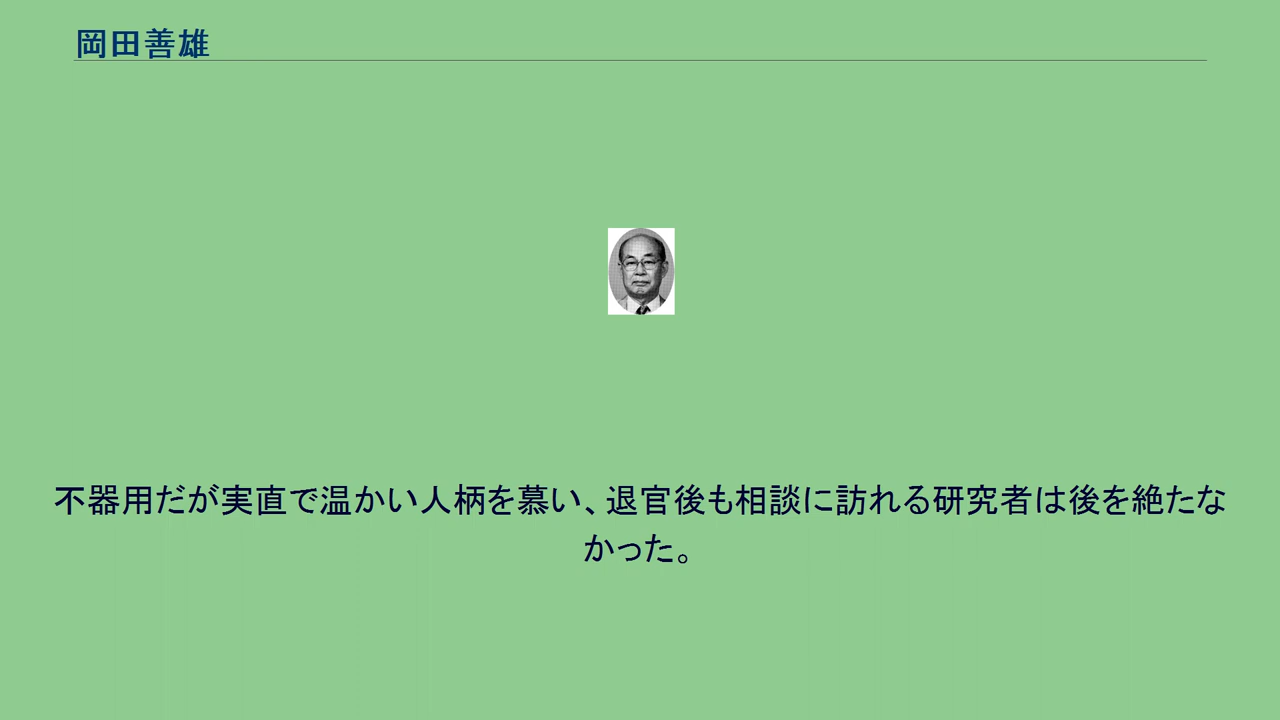 岡田善雄
不器用だが実直で温かい人柄を慕い、退官後も相談に訪れる研究者は後を絶たな
かった。